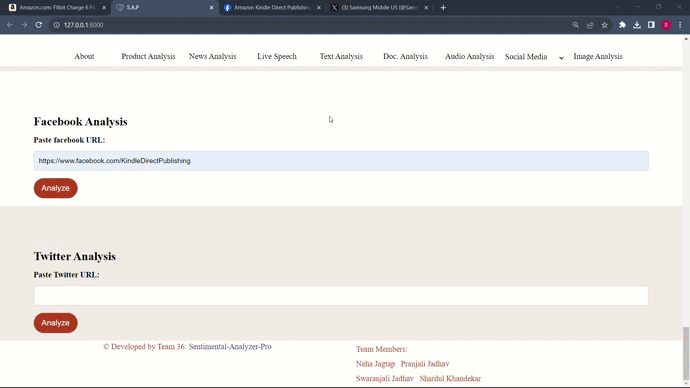 Amazon.com: Fitbit Charge 6 Fit
S.A.P
Amazon Kindle Direct Publishing
(3) Samsung Mobile US (@Sam
127.0.0.1:8000
S
About Product Analysis News Analysis Live Speech Text Analysis Doc. Analysis Audio Analysis Social Media Image Analysis
Facebook Analysis
Paste facebook URL:
https://www.facebook.com/KindleDirectPublishing
Analyze
Twitter Analysis
Paste Twitter URL:
Analyze
© Developed by Team 36: Sentimental-Analyzer-Pro
Team Members:
Neha Jagtap Pranjali Jadhav
Swaranjali Jadhav Shardul Khandekar